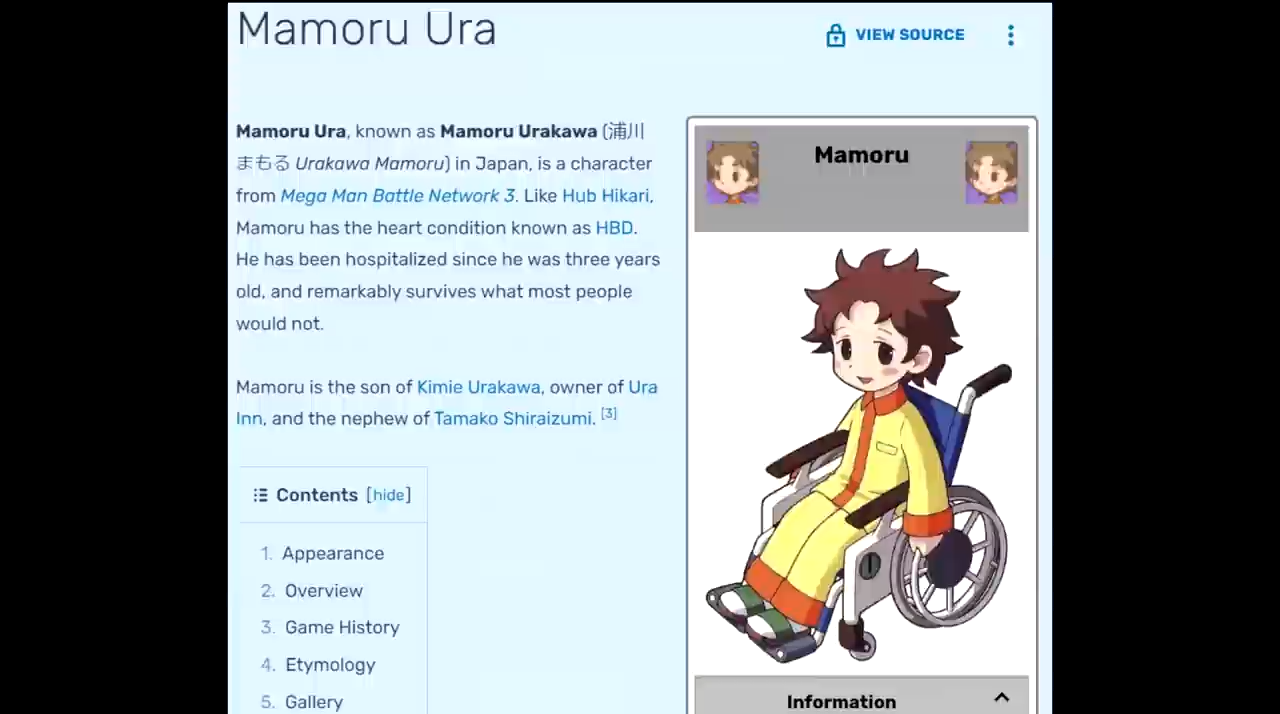 Mamoru Ura
VIEW SOURCE
Mamoru Ura, known as Mamoru Urakawa (浦川
まもる Urakawa Mamoru) in Japan, is a character
from Mega Man Battle Network 3. Like Hub Hikari,
Mamoru has the heart condition known as HBD.
He has been hospitalized since he was three years
old, and remarkably survives what most people
would not.
Mamoru is the son of Kimie Urakawa, owner of Ura
Inn, and the nephew of Tamako Shiraizumi. [3]
Contents [hide]
1. Appearance
2. Overview
3. Game History
4. Etymology
5. Gallery
Mamoru
Information